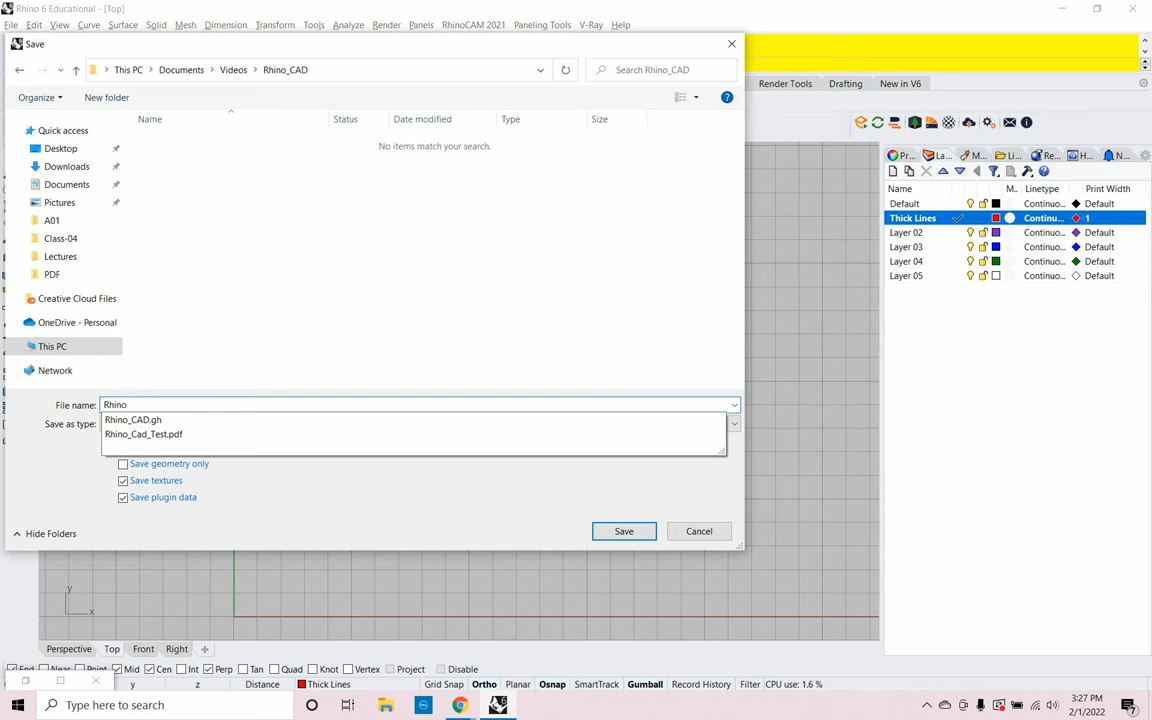 Rhino 6 Educational - [Top]
File Edit View Curve Surface Solid Mesh Dimension Transform Tools Analyze Render Panels RhinoCAM 2021 Paneling Tools V-Ray Help
Save
This PC > Documents > Videos > Rhino_CAD
Search Rhino_CAD
Render Tools Drafting New in V6
Organize New folder
Name Status Date modified Type Size
No items match your search.
Quick access
Desktop
Downloads
Documents
Pictures
A01
Class-04
Lectures
PDF
Creative Cloud Files
OneDrive - Personal
This PC
Network
File name: Rhino
Rhino_CAD.gh
Save as type:
Rhino_Cad_Test.pdf
Save geometry only
Save textures
Save plugin data
Hide Folders
Save Cancel
Pr... La... M... Li... Re... H... N...
Name M... Linetype Print Width
Default Continuo... Default
Thick Lines Continu... 1
Layer 02 Continuo... Default
Layer 03 Continuo... Default
Layer 04 Continuo... Default
Layer 05 Continuo... Default
y
x
Perspective Top Front Right
End Near Point Mid Cen Int Perp Tan Quad Knot Vertex Project Disable
y z Distance Thick Lines Grid Snap Ortho Planar Osnap SmartTrack Gumball Record History Filter CPU use: 1.6 %
Type here to search
3:27 PM
2/1/2022
7